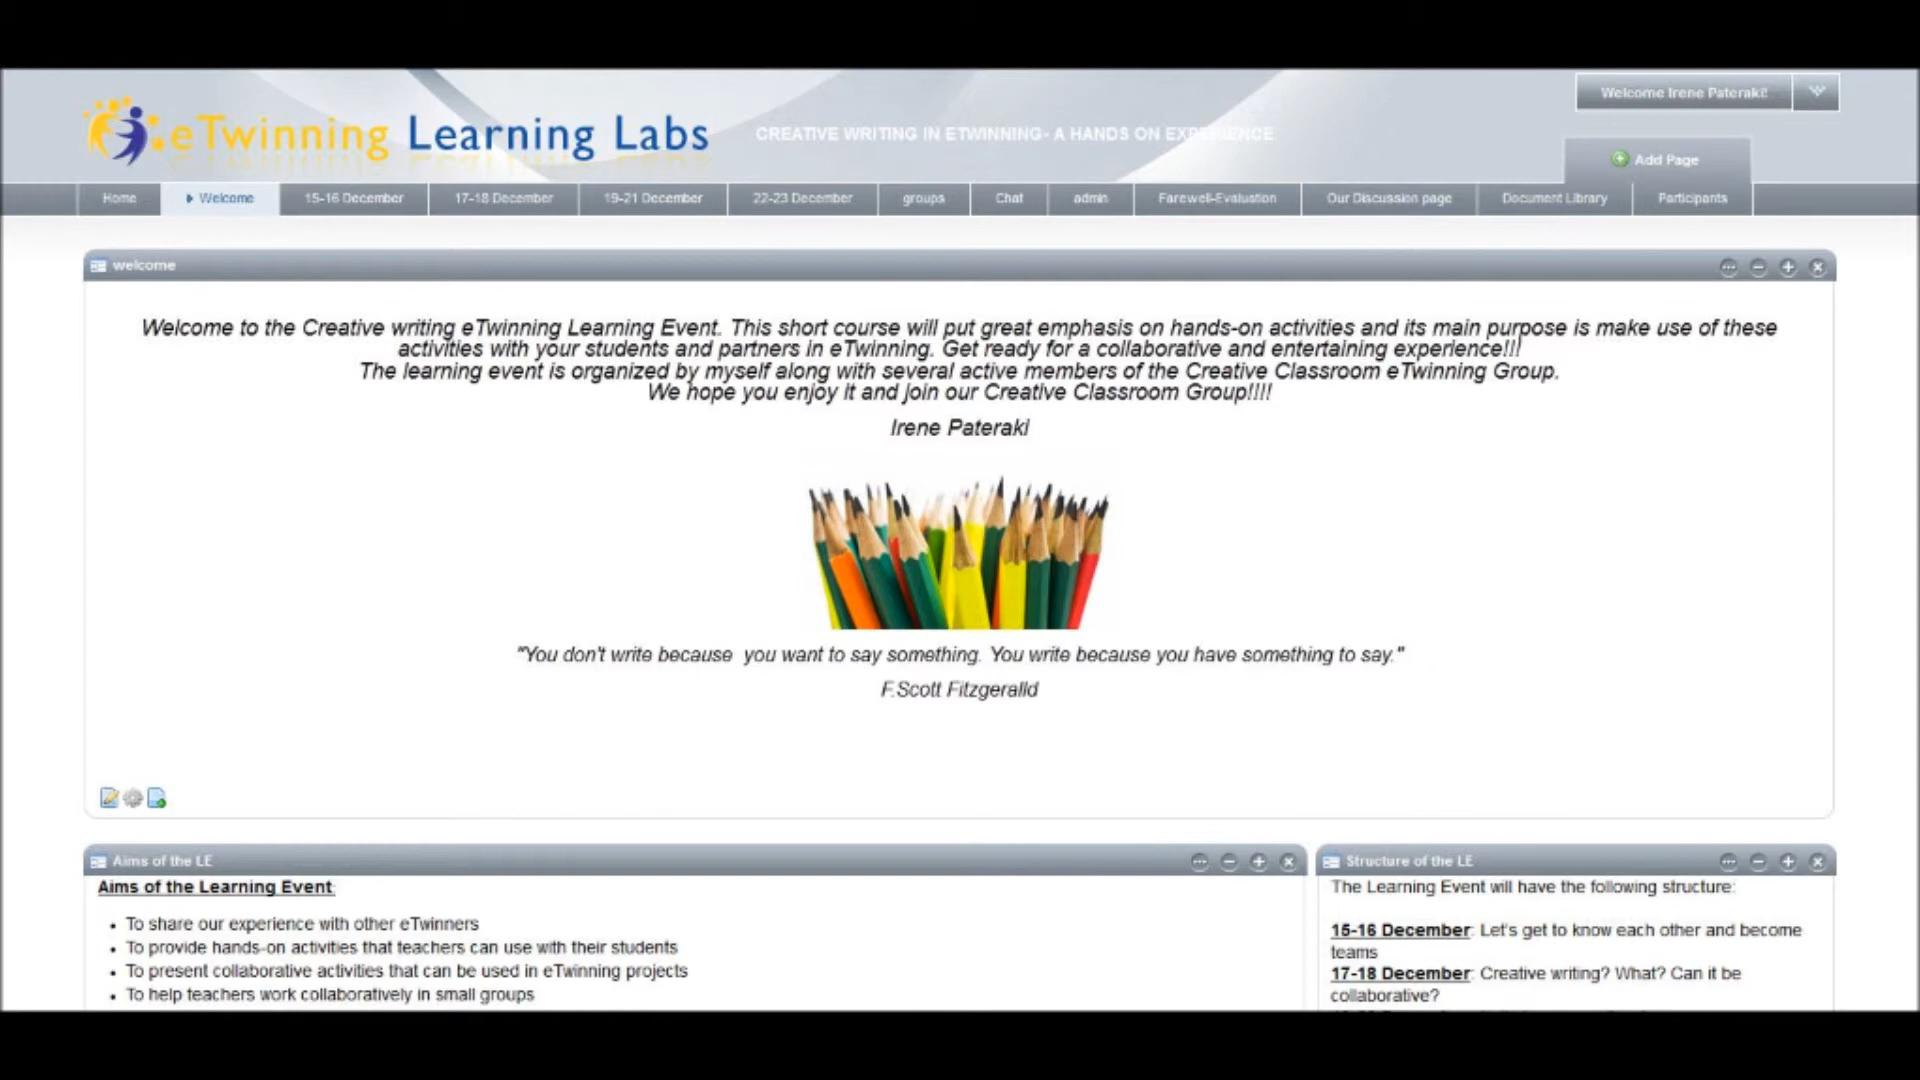 Welcome Irene Pateraki!
eTwinning Learning Labs
CREATIVE WRITING IN ETWINNING- A HANDS ON EXPERIENCE
Add Page
Home
Welcome
15-16 December
17-18 December
19-21 December
22-23 December
groups
Chat
admin
Farewell-Evaluation
Our Discussion page
Document Library
Participants
welcome
Welcome to the Creative writing eTwinning Learning Event. This short course will put great emphasis on hands-on activities and its main purpose is make use of these
activities with your students and partners in eTwinning. Get ready for a collaborative and entertaining experience!!!
The learning event is organized by myself along with several active members of the Creative Classroom eTwinning Group.
We hope you enjoy it and join our Creative Classroom Group!!!!
Irene Pateraki
"You don't write because you want to say something. You write because you have something to say."
F.Scott Fitzgeralld
Aims of the LE
Aims of the Learning Event:
• To share our experience with other eTwinners
• To provide hands-on activities that teachers can use with their students
• To present collaborative activities that can be used in eTwinning projects
• To help teachers work collaboratively in small groups
Structure of the LE
The Learning Event will have the following structure:
15-16 December: Let's get to know each other and become
teams
17-18 December: Creative writing? What? Can it be
collaborative?